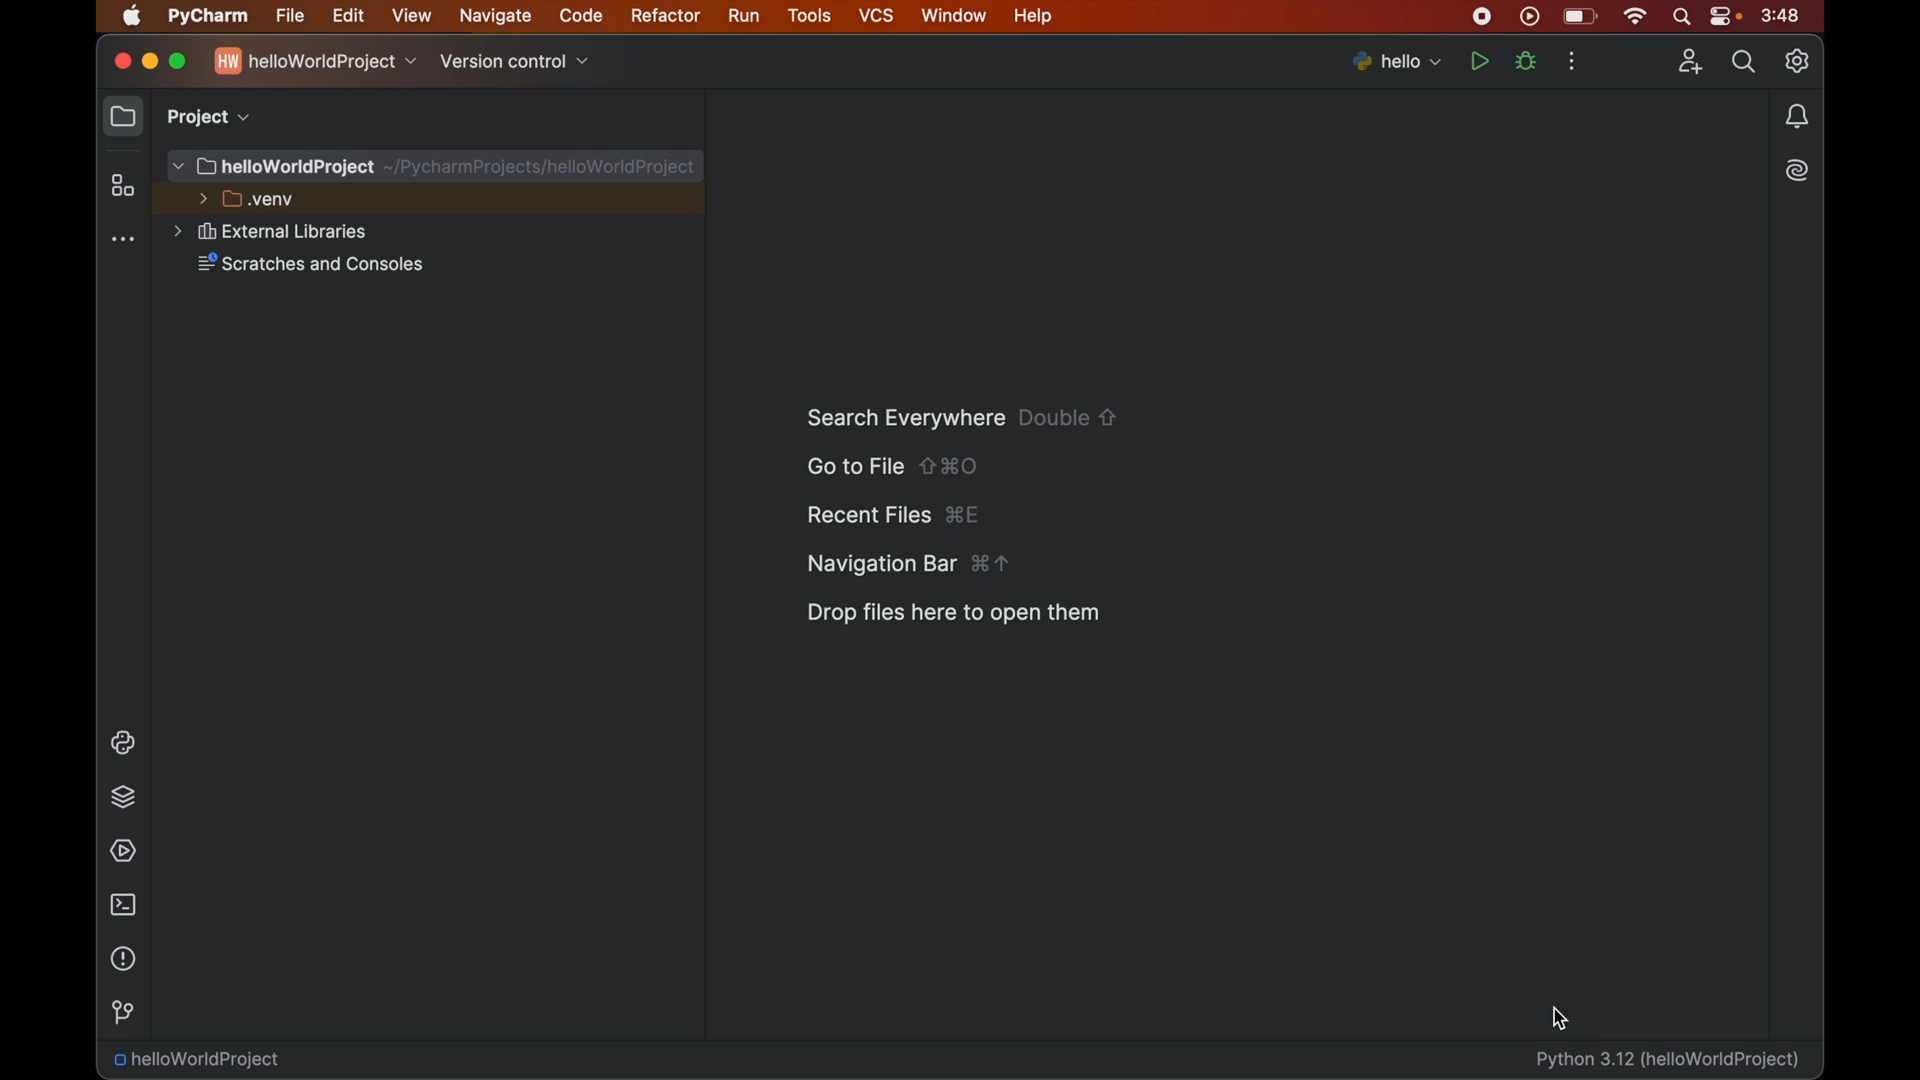 PyCharm File Edit View Navigate Code Refactor Run Tools VCS Window Help 3:48
HW helloWorldProject Version control hello
Project
helloWorldProject ~/PycharmProjects/helloWorldProject
.venv
External Libraries
Scratches and Consoles
Search Everywhere Double ⇧
Go to File ⇧⌘O
Recent Files ⌘E
Navigation Bar ⌘↑
Drop files here to open them
helloWorldProject Python 3.12 (helloWorldProject)